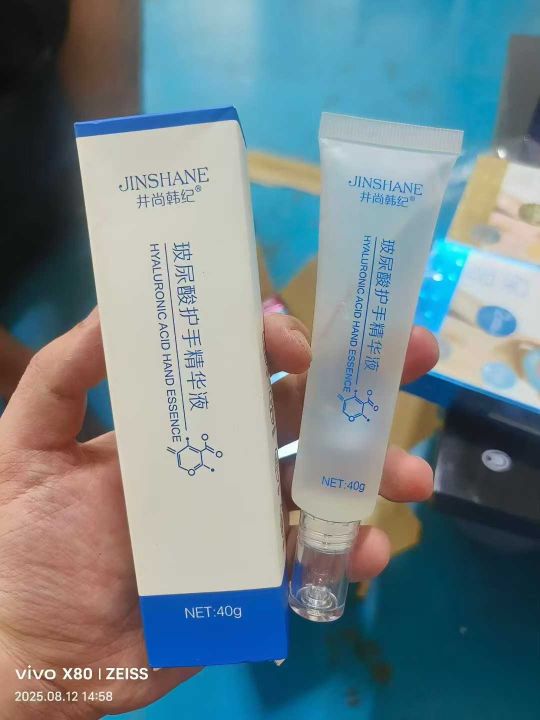 JINSHANE
井尚韩纪®
玻尿酸护手精华液
HYALURONIC ACID HAND ESSENCE
NET:40g
JINSHANE
井尚韩纪®
玻尿酸护手精华液
HYALURONIC ACID HAND ESSENCE
NET:40g
vivo X80 | ZEISS
2025.08.12 14:58